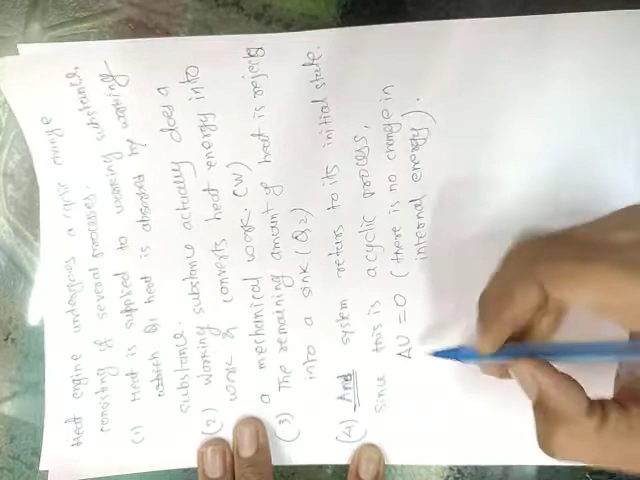 Heat engine undergoes a cyclic
consisting of several processes.
(1) Heat is supplied to working substance,
which Q1 heat is absorbed by working
substance.
(2) Working substance actually does a
work & converts heat energy into
a mechanical work. (W)
(3) The remaining amount of heat is rejects
into a sink (Q2)
(4) And system retars to its initial state.
since this is a cyclic process,
ΔU = 0 (there is no change in
internal energy).